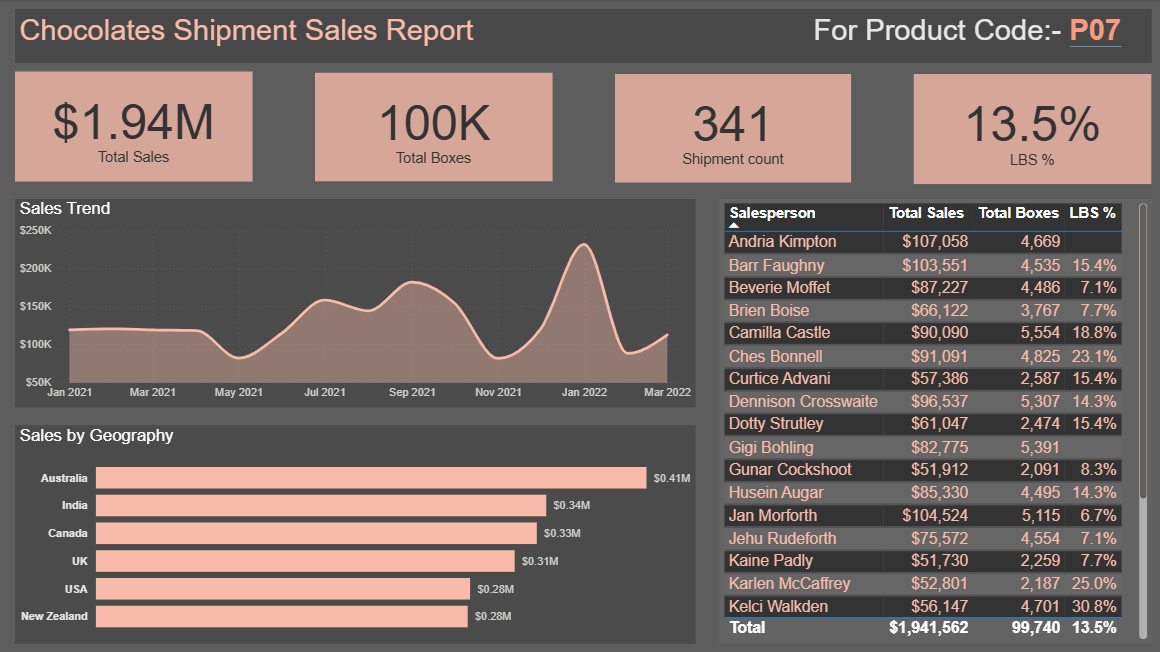 Chocolates Shipment Sales Report
For Product Code:- P07
$1.94M
Total Sales
100K
Total Boxes
341
Shipment count
13.5%
LBS %
Sales Trend
$250K
$200K
$150K
$100K
$50K
Jan 2021 Mar 2021 May 2021 Jul 2021 Sep 2021 Nov 2021 Jan 2022 Mar 2022
Sales by Geography
Australia $0.41M
India $0.34M
Canada $0.33M
UK $0.31M
USA $0.28M
New Zealand $0.28M
Salesperson Total Sales Total Boxes LBS %
Andria Kimpton $107,058 4,669
Barr Faughny $103,551 4,535 15.4%
Beverie Moffet $87,227 4,486 7.1%
Brien Boise $66,122 3,767 7.7%
Camilla Castle $90,090 5,554 18.8%
Ches Bonnell $91,091 4,825 23.1%
Curtice Advani $57,386 2,587 15.4%
Dennison Crosswaite $96,537 5,307 14.3%
Dotty Strutley $61,047 2,474 15.4%
Gigi Bohling $82,775 5,391
Gunar Cockshoot $51,912 2,091 8.3%
Husein Augar $85,330 4,495 14.3%
Jan Morforth $104,524 5,115 6.7%
Jehu Rudeforth $75,572 4,554 7.1%
Kaine Padly $51,730 2,259 7.7%
Karlen McCaffrey $52,801 2,187 25.0%
Kelci Walkden $56,147 4,701 30.8%
Total $1,941,562 99,740 13.5%